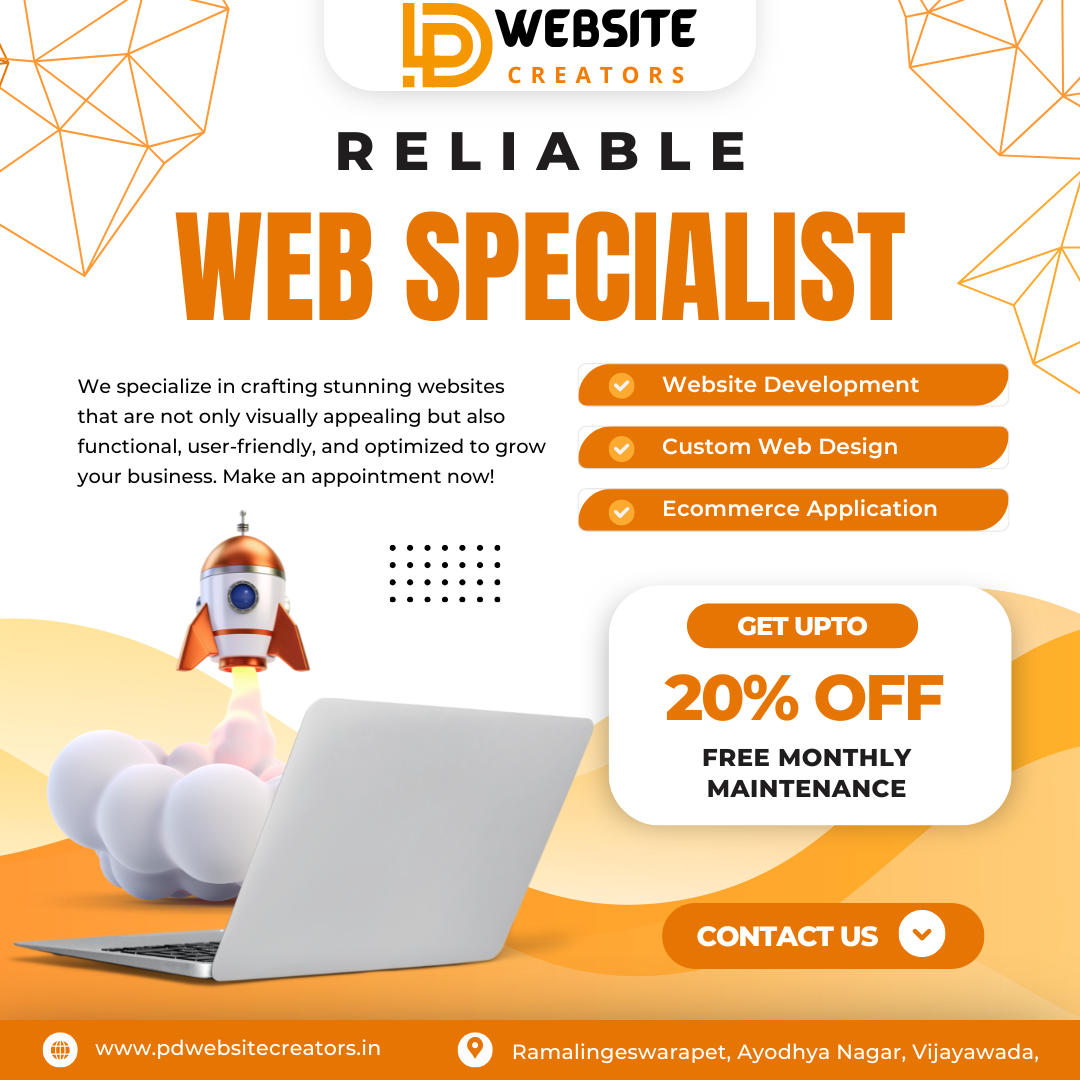 PD WEBSITE
CREATORS
RELIABLE
WEB SPECIALIST
We specialize in crafting stunning websites
that are not only visually appealing but also
functional, user-friendly, and optimized to grow
your business. Make an appointment now!
Website Development
Custom Web Design
Ecommerce Application
GET UPTO
20% OFF
FREE MONTHLY
MAINTENANCE
CONTACT US
www.pdwebsitecreators.in
Ramalingeswarapet, Ayodhya Nagar, Vijayawada,